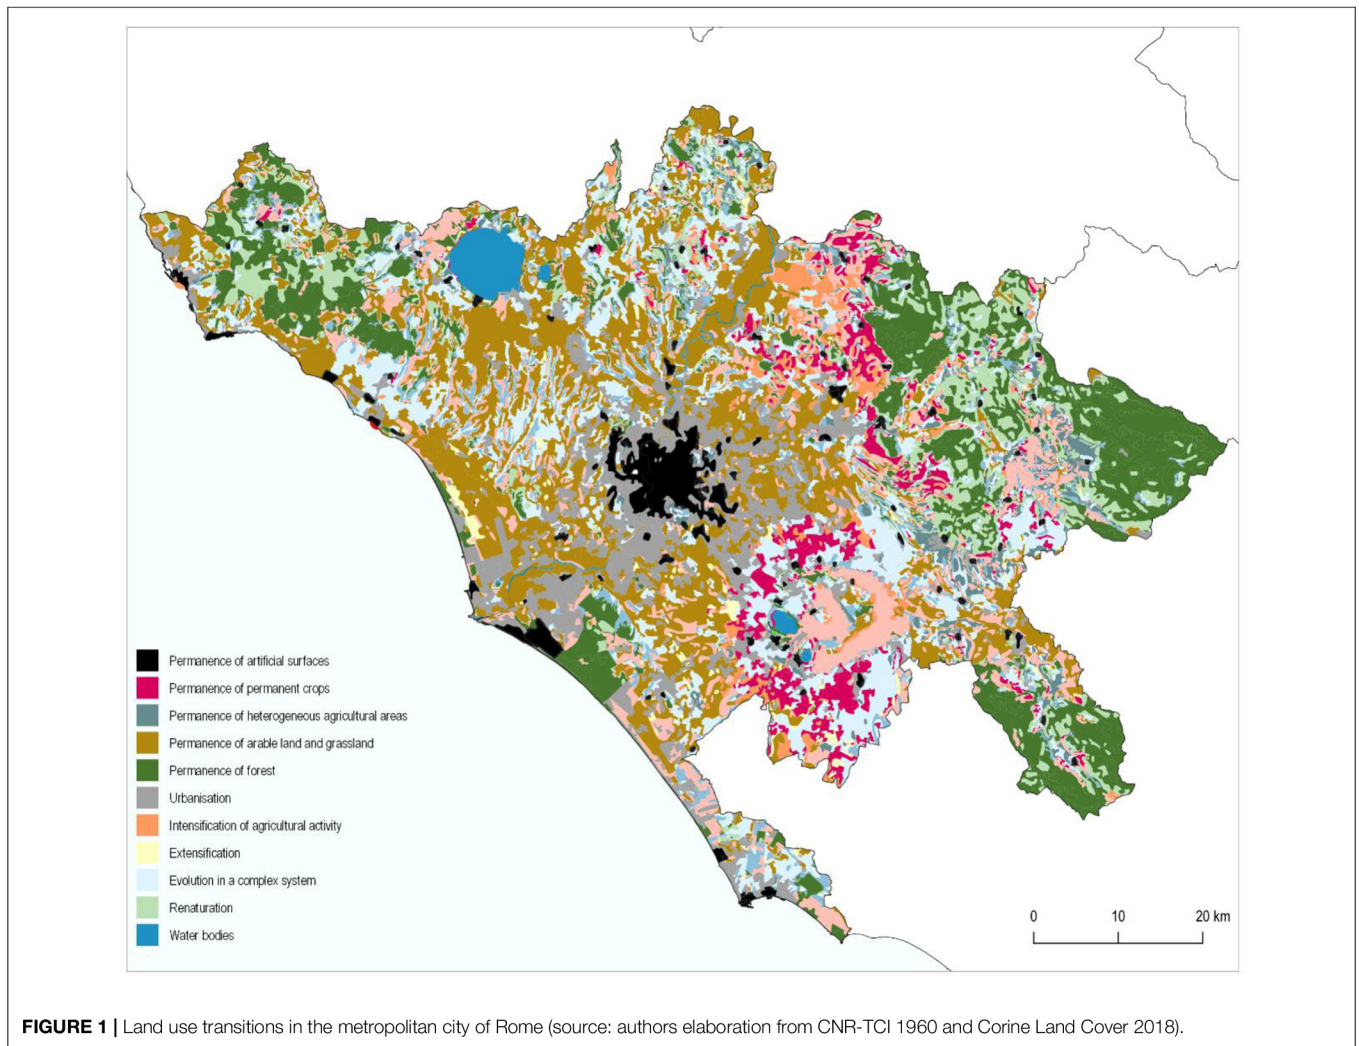 Permanence of artificial surfaces
Permanence of permanent crops
Permanence of heterogeneous agricultural areas
Permanence of arable land and grassland
Permanence of forest
Urbanisation
Intensification of agricultural activity
Extensification
Evolution in a complex system
Renaturation
Water bodies
0 10 20 km
FIGURE 1 | Land use transitions in the metropolitan city of Rome (source: authors elaboration from CNR-TCI 1960 and Corine Land Cover 2018).